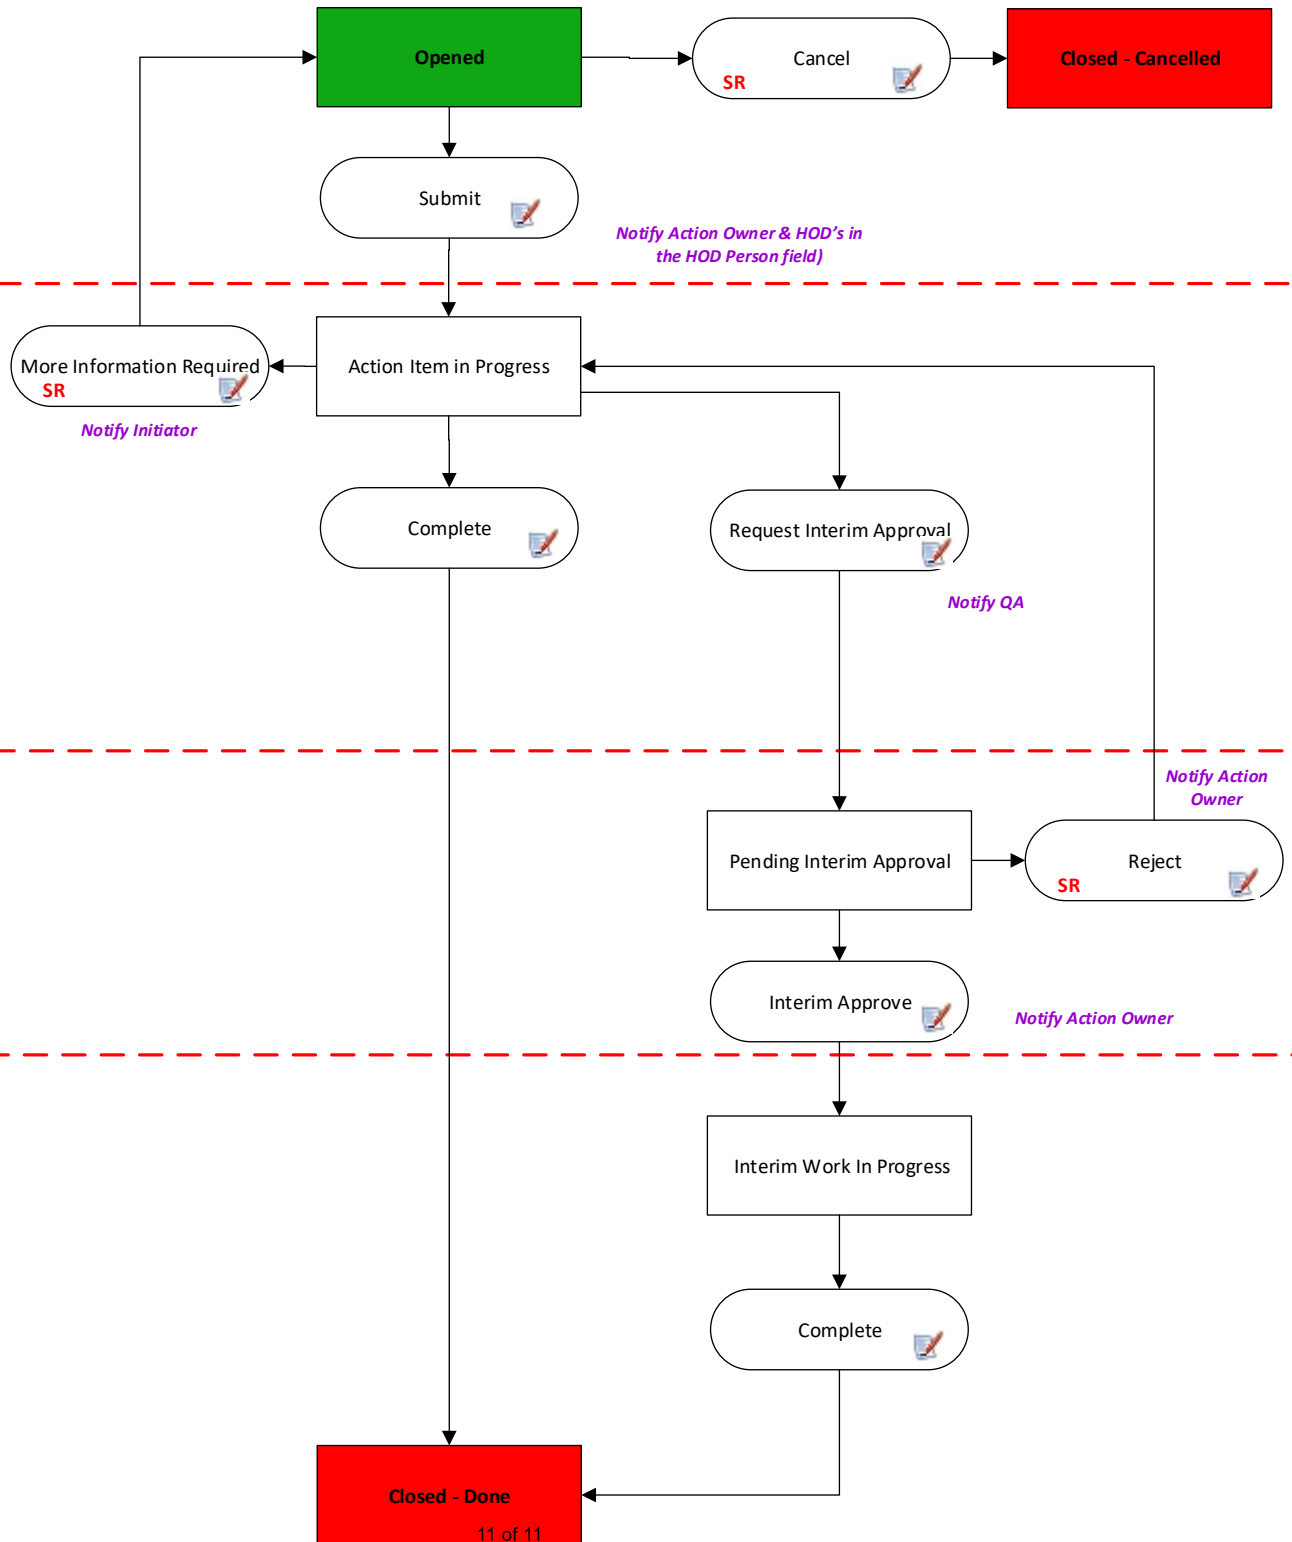 Opened
Cancel
SR
Closed - Cancelled
Submit
Notify Action Owner & HOD's in
the HOD Person field)
More Information Required
SR
Action Item in Progress
Notify Initiator
Complete
Request Interim Approval
Notify QA
Notify Action
Owner
Pending Interim Approval
Reject
SR
Interim Approve
Notify Action Owner
Interim Work In Progress
Complete
Closed - Done
11 of 11